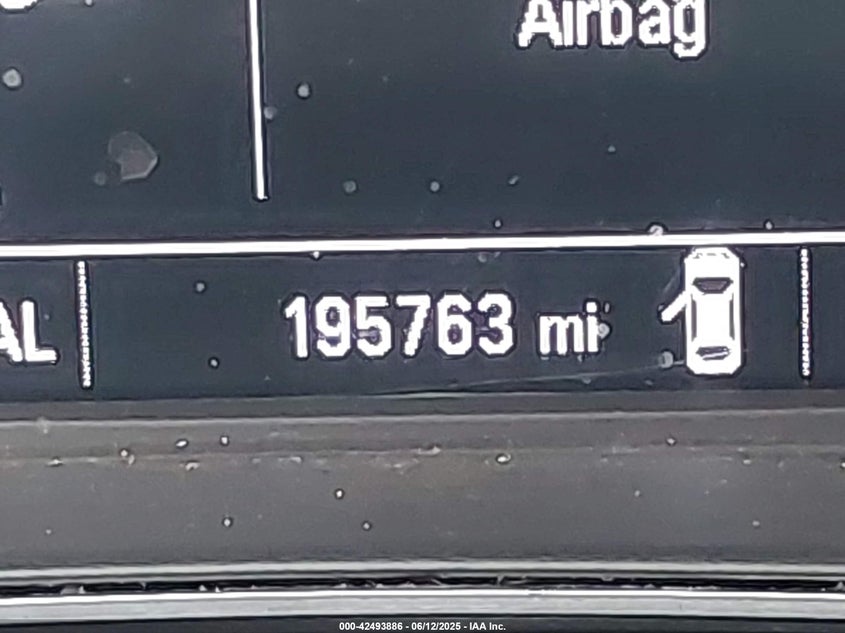 Airbag
AL
195763 mi
000-42493886 - 06/12/2025 - IAA Inc.